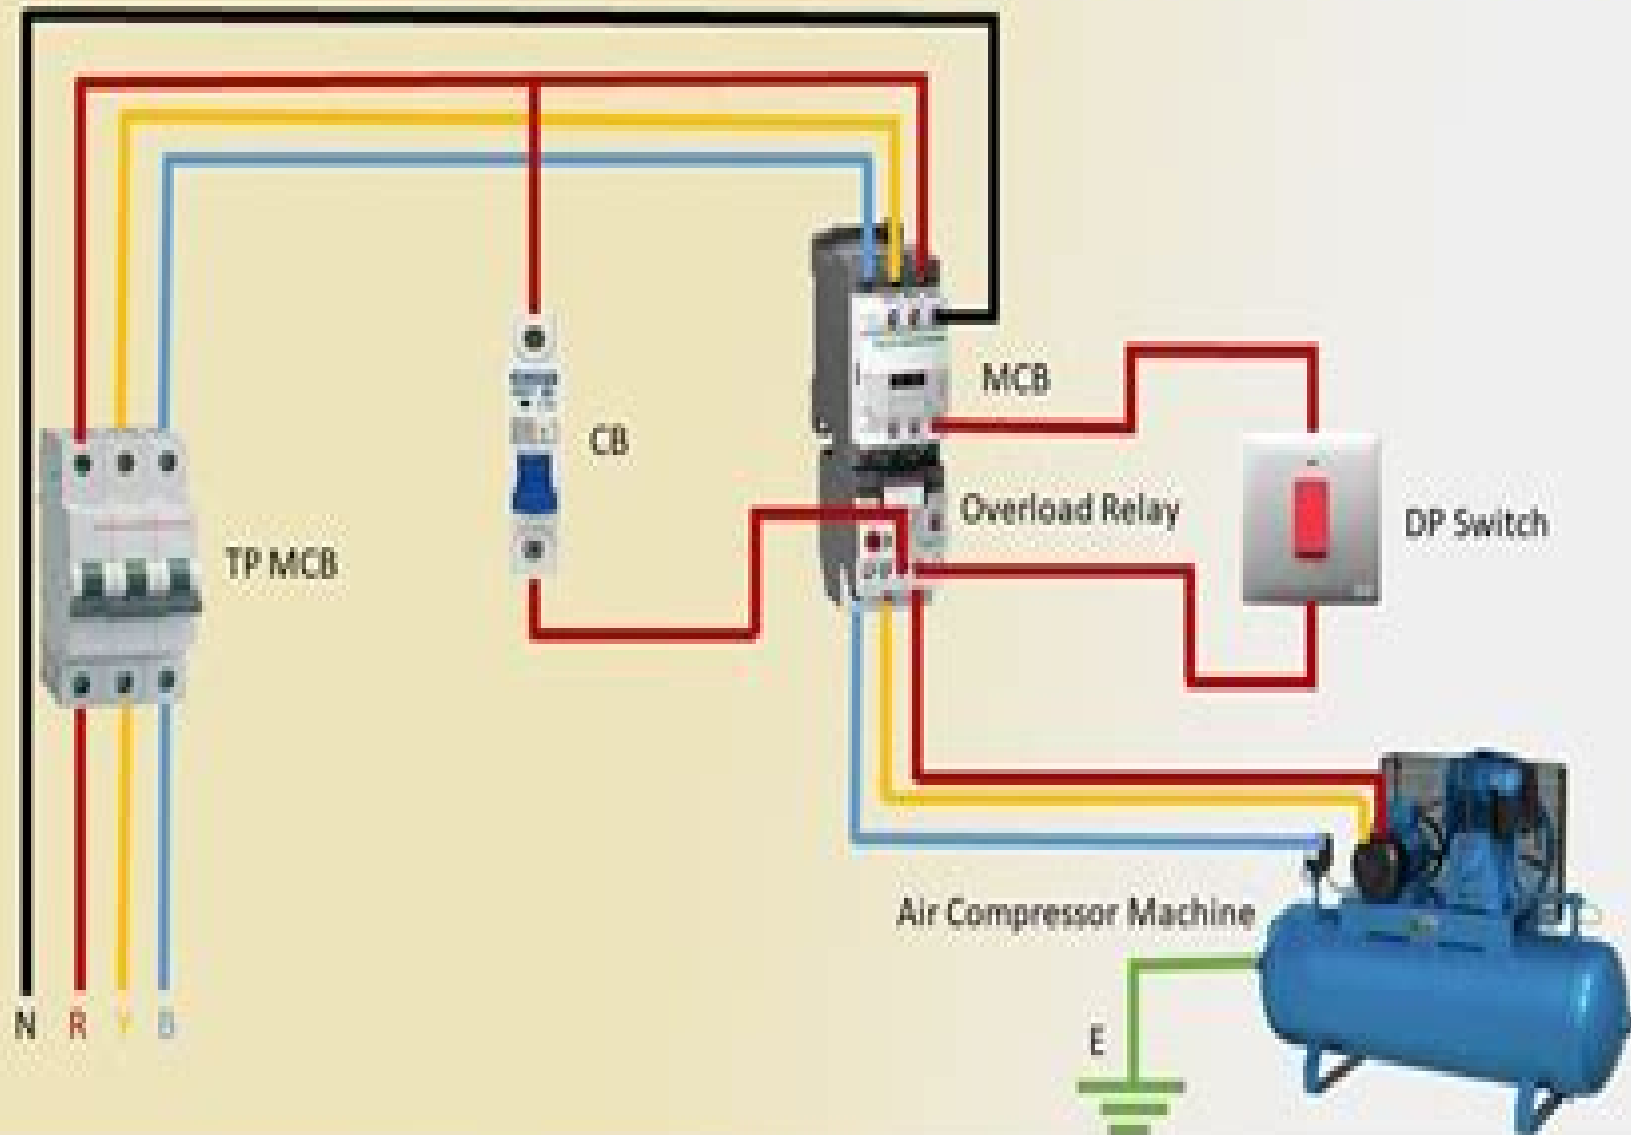 MCB
CB
Overload Relay
DP Switch
TP MCB
Air Compressor Machine
N R Y B
E